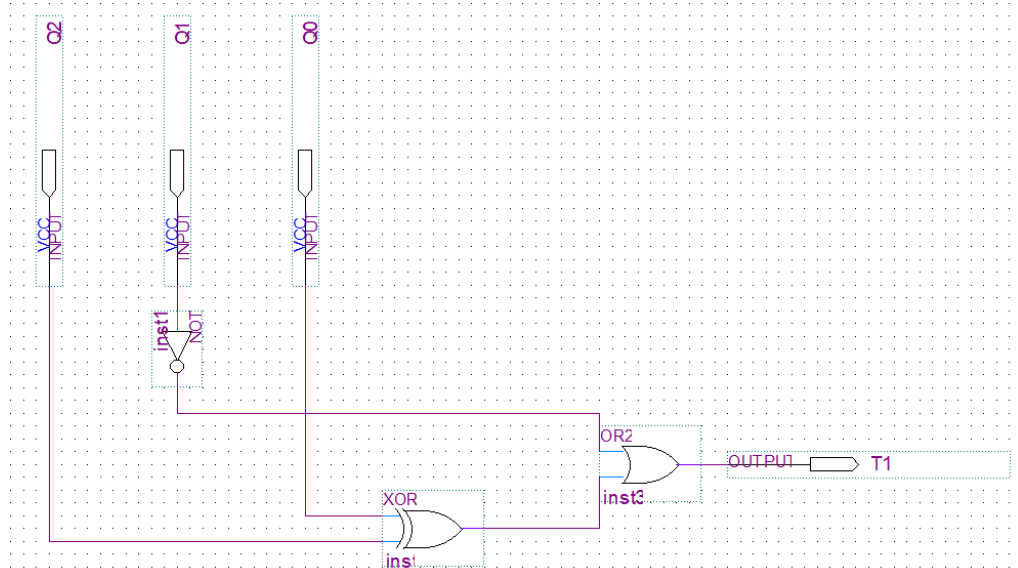 Q2
Q1
Q0
VCC
INPUT
VCC
INPUT
VCC
INPUT
inst1
NOT
OR2
OUTPUT
T1
inst3
XOR
inst